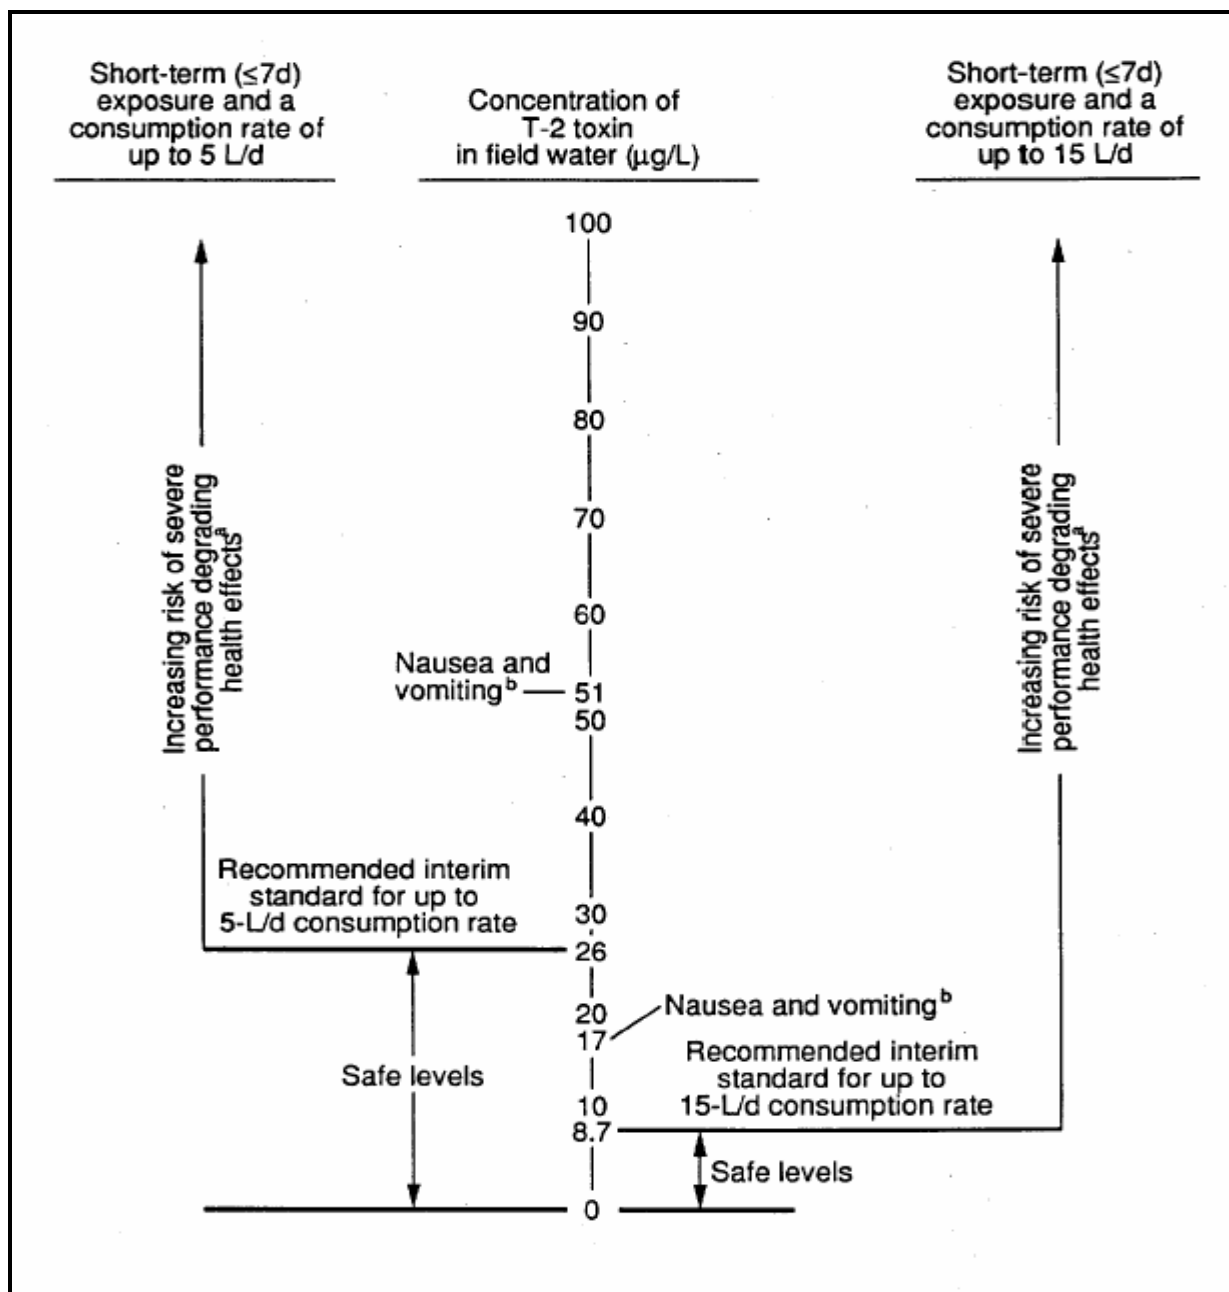 Short-term (≤7d)
exposure and a
consumption rate of
up to 5 L/d
Concentration of
T-2 toxin
in field water (μg/L)
Short-term (≤7d)
exposure and a
consumption rate of
up to 15 L/d
100
90
80
70
60
Nausea and
vomitingᵇ
51
50
40
30
26
20
17
10
8.7
0
Increasing risk of severe
performance degrading
health effectsᵃ
Increasing risk of severe
performance degrading
health effectsᵃ
Recommended interim
standard for up to
5-L/d consumption rate
Safe levels
Nausea and vomitingᵇ
Recommended interim
standard for up to
15-L/d consumption rate
Safe levels